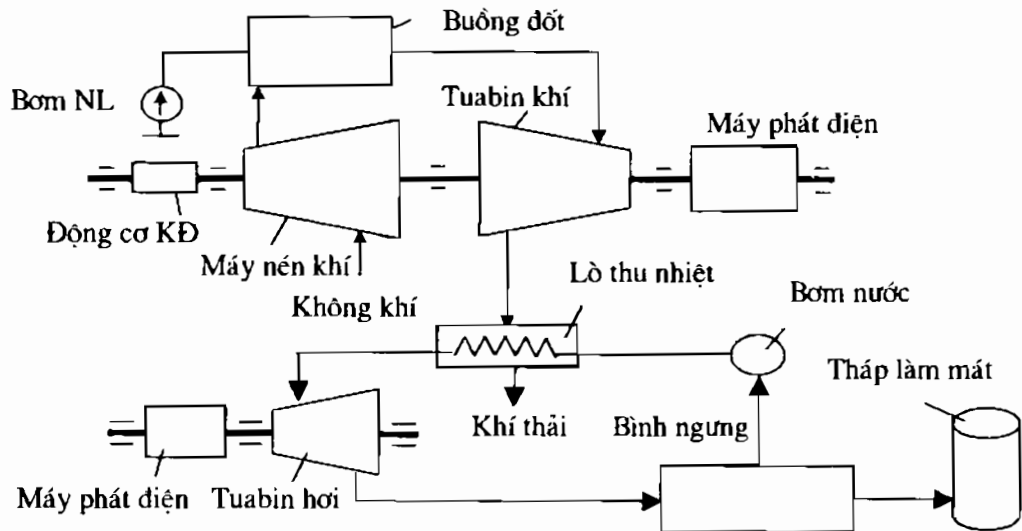 Buồng đốt
Bơm NL
Tuabin khí
Máy phát điện
Động cơ KĐ
Máy nén khí
Không khí
Lò thu nhiệt
Bơm nước
Tháp làm mát
Khí thải
Bình ngưng
Máy phát điện
Tuabin hơi